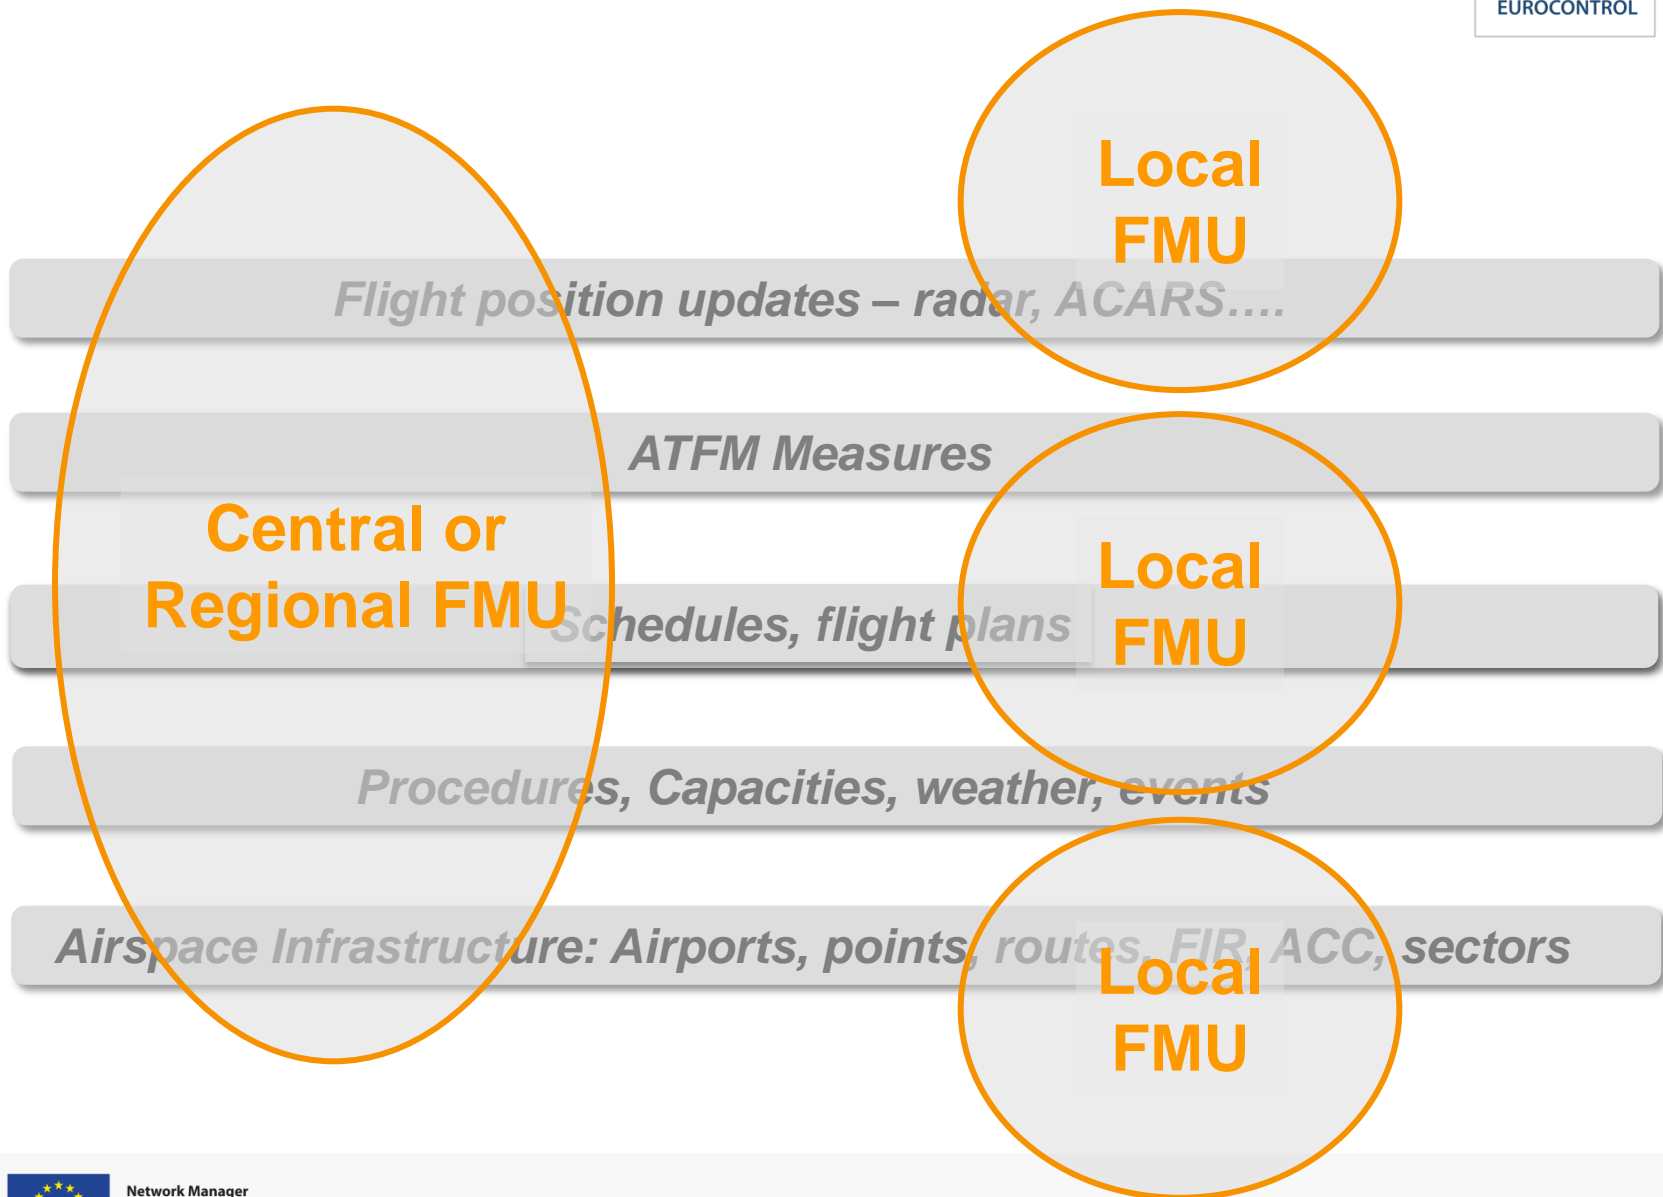 EUROCONTROL
Local
FMU
Flight position updates – radar, ACARS….
ATFM Measures
Central or
Regional FMU
Local
FMU
Schedules, flight plans
Procedures, Capacities, weather, events
Airspace Infrastructure: Airports, points, routes, FIR, ACC, sectors
Local
FMU
Network Manager